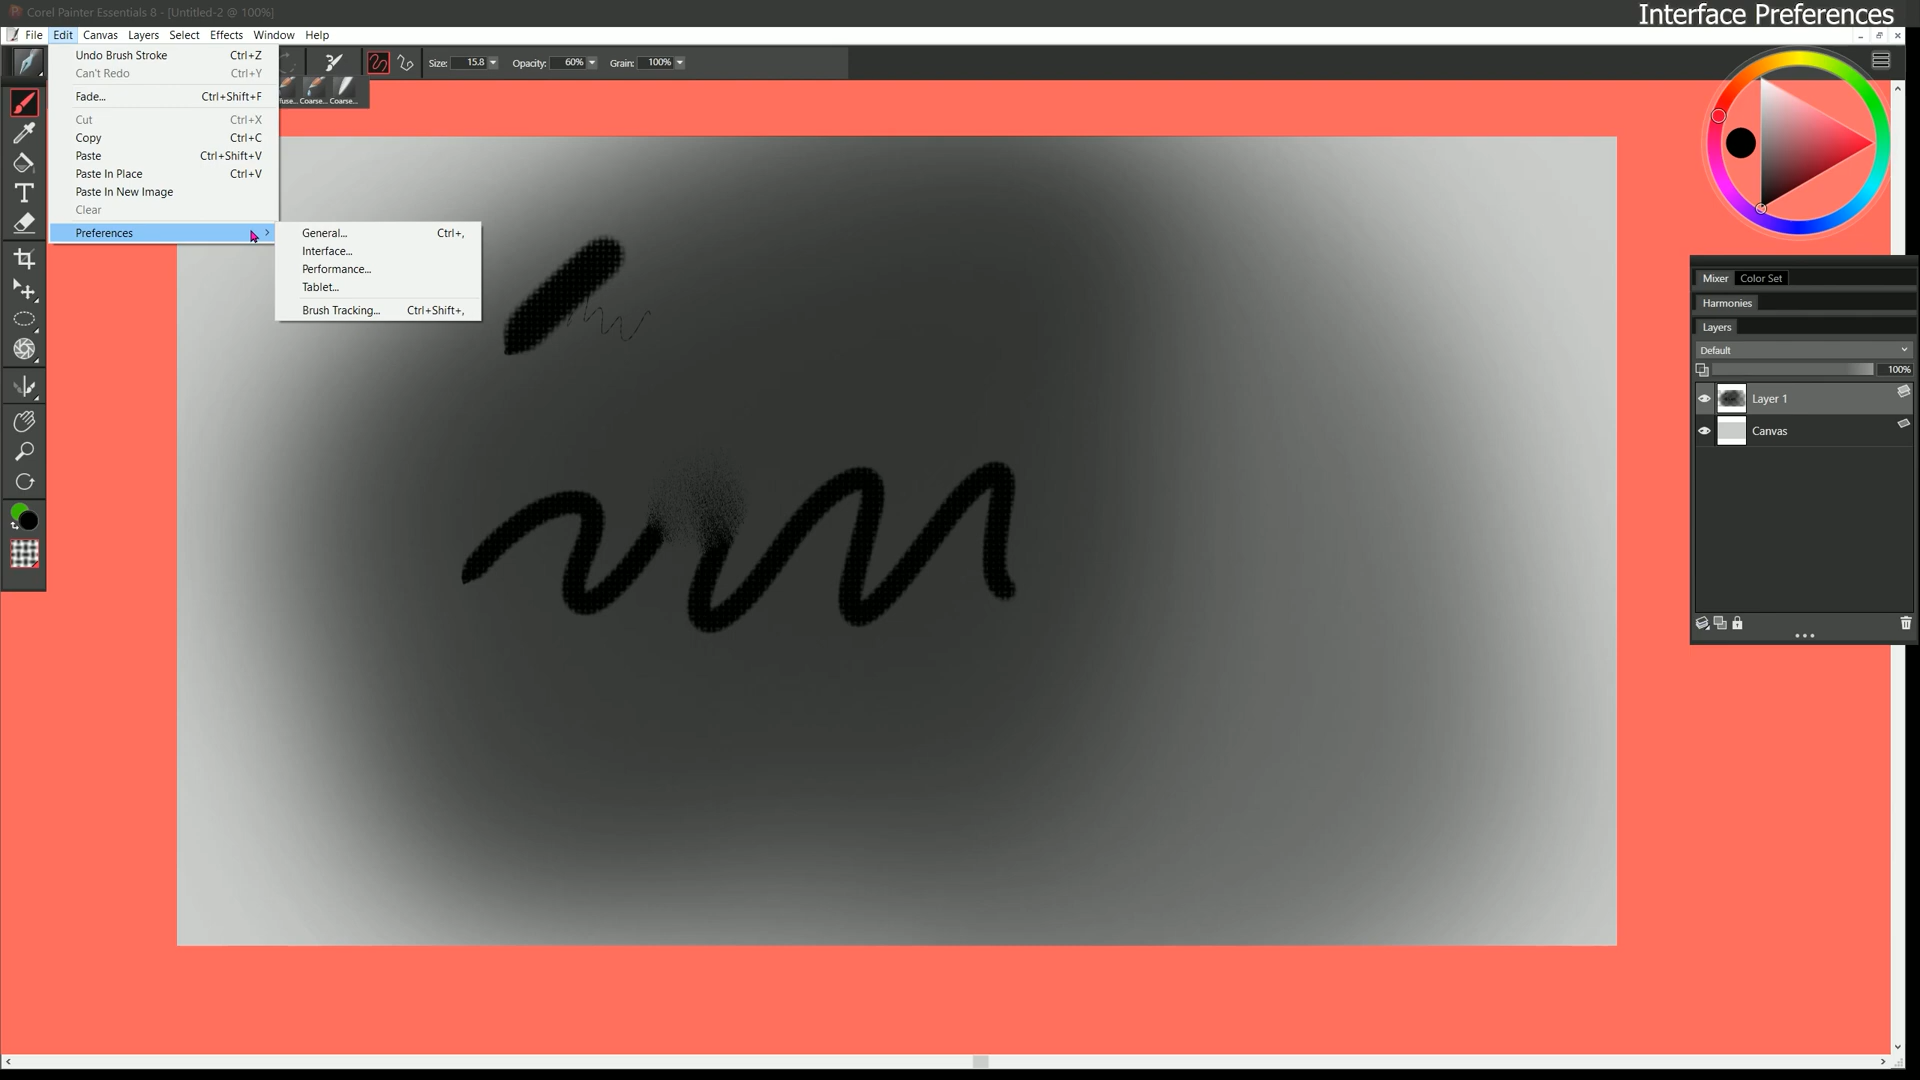 Corel Painter Essentials 8 - [Untitled-2 @ 100%]
Interface Preferences
File Edit Canvas Layers Select Effects Window Help
Undo Brush Stroke Ctrl+Z
Can't Redo Ctrl+Y
Fade... Ctrl+Shift+F
Cut Ctrl+X
Copy Ctrl+C
Paste Ctrl+Shift+V
Paste In Place Ctrl+V
Paste In New Image
Clear
Preferences
General... Ctrl+,
Interface...
Performance...
Tablet...
Brush Tracking... Ctrl+Shift+,
Size: 15.8 Opacity: 60% Grain: 100%
Coarse... Coarse...
Mixer Color Set
Harmonies
Layers
Default
100%
Layer 1
Canvas